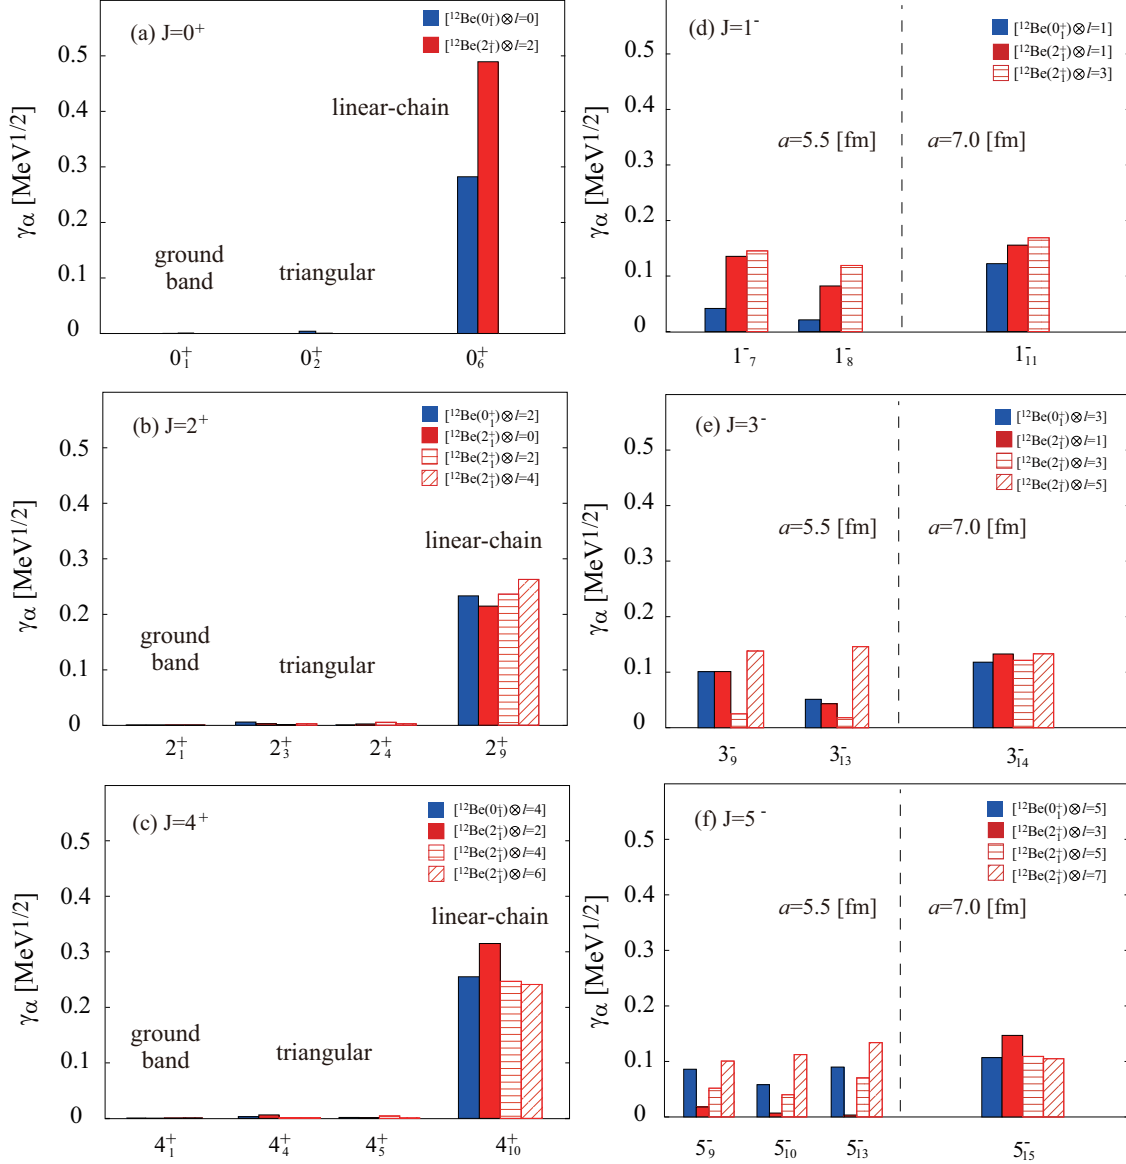 (a) J=0⁺
[¹²Be(0⁺₁)⊗l=0]
[¹²Be(2⁺₁)⊗l=2]
linear-chain
ground
band
triangular
γα [MeV¹ᐟ²]
0.5
0.4
0.3
0.2
0.1
0
0⁺₁
0⁺₂
0⁺₆
(d) J=1⁻
[¹²Be(0⁺₁)⊗l=1]
[¹²Be(2⁺₁)⊗l=1]
[¹²Be(2⁺₁)⊗l=3]
a=5.5 [fm]
a=7.0 [fm]
γα [MeV¹ᐟ²]
0.5
0.4
0.3
0.2
0.1
0
1⁻₇
1⁻₈
1⁻₁₁
(b) J=2⁺
[¹²Be(0⁺₁)⊗l=2]
[¹²Be(2⁺₁)⊗l=0]
[¹²Be(2⁺₁)⊗l=2]
[¹²Be(2⁺₁)⊗l=4]
linear-chain
ground
band
triangular
γα [MeV¹ᐟ²]
0.5
0.4
0.3
0.2
0.1
0
2⁺₁
2⁺₃
2⁺₄
2⁺₉
(e) J=3⁻
[¹²Be(0⁺₁)⊗l=3]
[¹²Be(2⁺₁)⊗l=1]
[¹²Be(2⁺₁)⊗l=3]
[¹²Be(2⁺₁)⊗l=5]
a=5.5 [fm]
a=7.0 [fm]
γα [MeV¹ᐟ²]
0.5
0.4
0.3
0.2
0.1
0
3⁻₉
3⁻₁₃
3⁻₁₄
(c) J=4⁺
[¹²Be(0⁺₁)⊗l=4]
[¹²Be(2⁺₁)⊗l=2]
[¹²Be(2⁺₁)⊗l=4]
[¹²Be(2⁺₁)⊗l=6]
linear-chain
ground
band
triangular
γα [MeV¹ᐟ²]
0.5
0.4
0.3
0.2
0.1
0
4⁺₁
4⁺₄
4⁺₅
4⁺₁₀
(f) J=5⁻
[¹²Be(0⁺₁)⊗l=5]
[¹²Be(2⁺₁)⊗l=3]
[¹²Be(2⁺₁)⊗l=5]
[¹²Be(2⁺₁)⊗l=7]
a=5.5 [fm]
a=7.0 [fm]
γα [MeV¹ᐟ²]
0.5
0.4
0.3
0.2
0.1
0
5⁻₉
5⁻₁₀
5⁻₁₃
5⁻₁₅